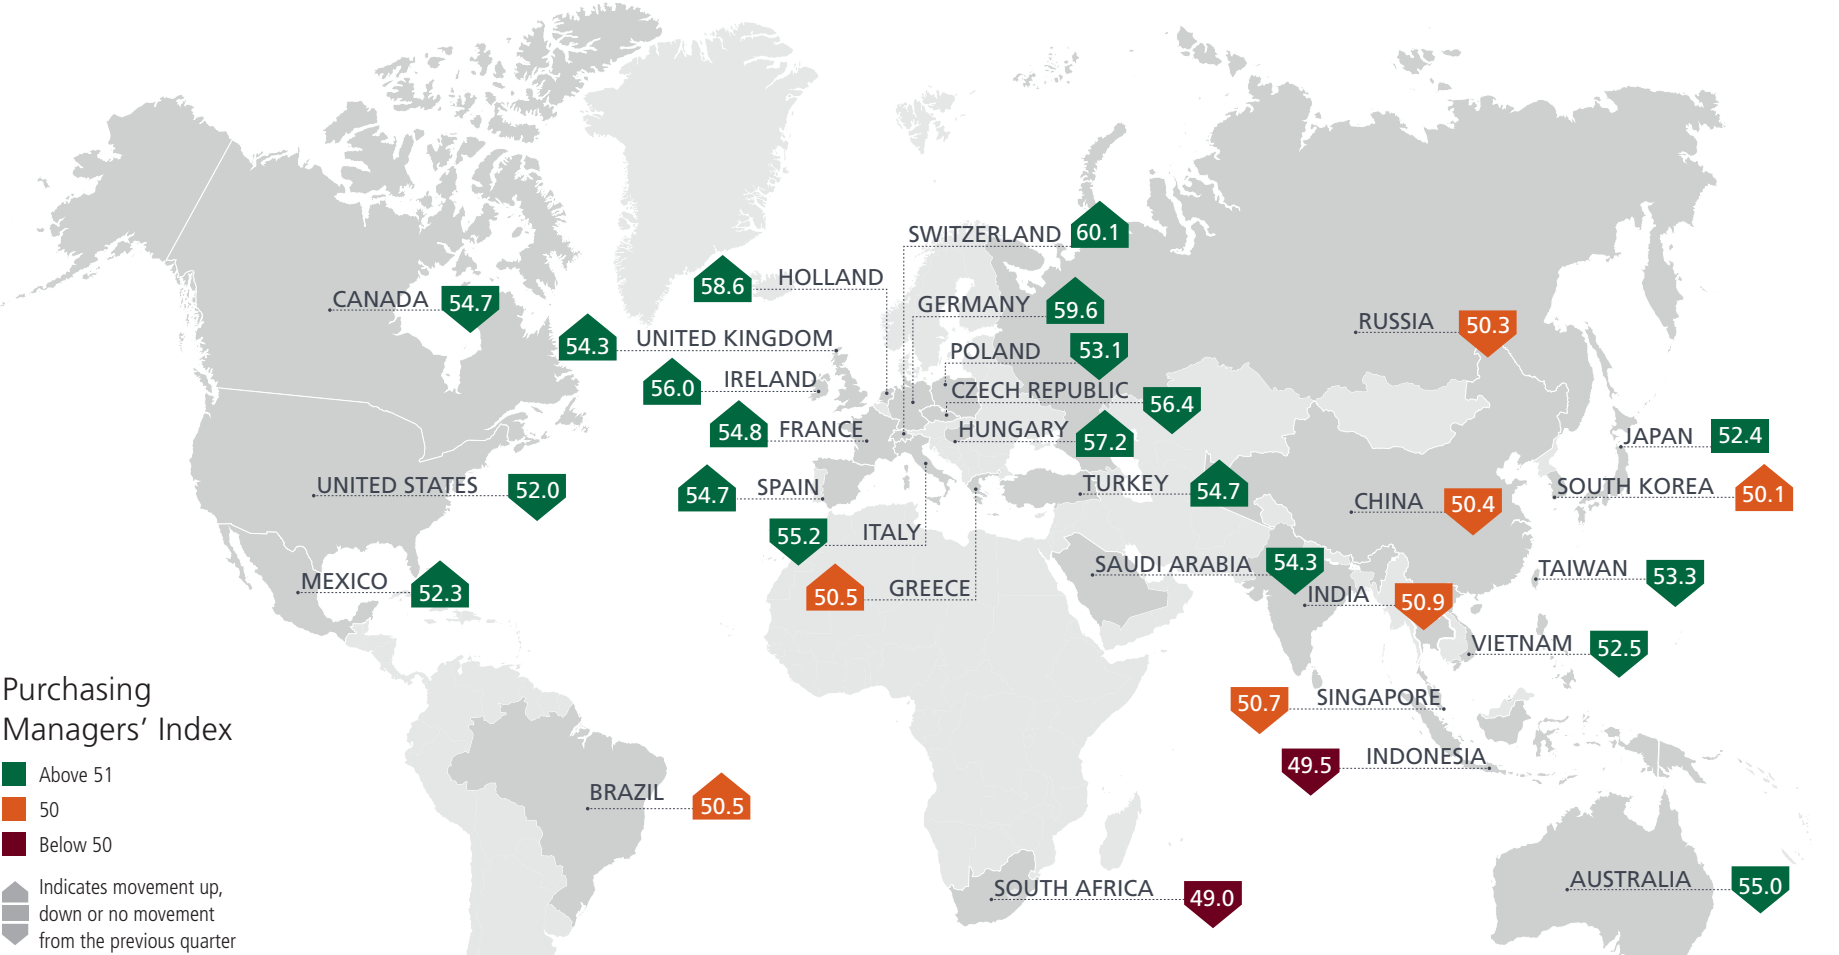 SWITZERLAND 60.1
58.6 HOLLAND
CANADA 54.7
GERMANY 59.6
54.3 UNITED KINGDOM
RUSSIA 50.3
POLAND 53.1
56.0 IRELAND
CZECH REPUBLIC 56.4
54.8 FRANCE
HUNGARY 57.2
JAPAN 52.4
UNITED STATES 52.0
54.7 SPAIN
TURKEY 54.7
CHINA 50.4
SOUTH KOREA 50.1
55.2 ITALY
SAUDI ARABIA 54.3
TAIWAN 53.3
MEXICO 52.3
50.5 GREECE
INDIA 50.9
VIETNAM 52.5
50.7 SINGAPORE
49.5 INDONESIA
BRAZIL 50.5
SOUTH AFRICA 49.0
AUSTRALIA 55.0
Purchasing
Managers’ Index
Above 51
50
Below 50
Indicates movement up,
down or no movement
from the previous quarter